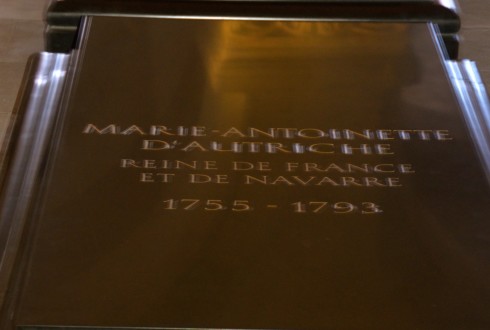 MARIE-ANTOINETTE
D'AUTRICHE
REINE DE FRANCE
ET DE NAVARRE
1755 - 1793